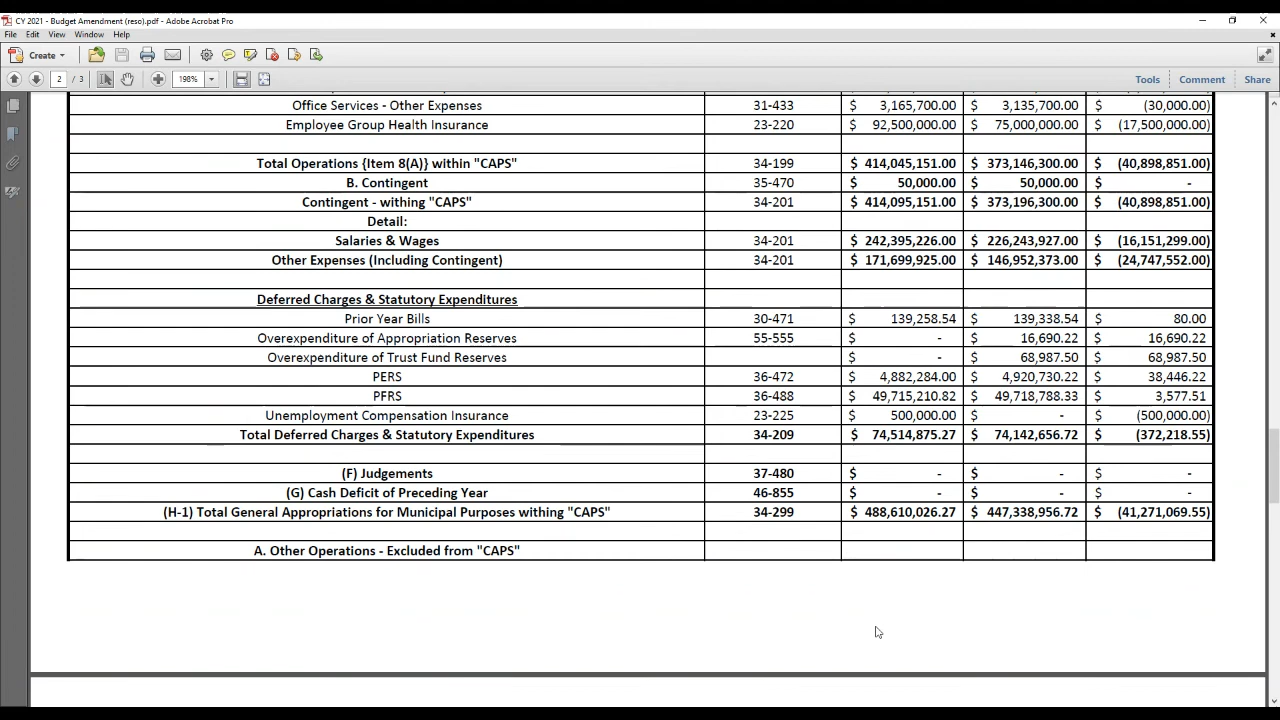 CY 2021 - Budget Amendment (reso).pdf - Adobe Acrobat Pro
File Edit View Window Help
Create
2 / 3 198% Tools Comment Share
Office Services - Other Expenses 31-433 $ 3,165,700.00 $ 3,135,700.00 $ (30,000.00)
Employee Group Health Insurance 23-220 $ 92,500,000.00 $ 75,000,000.00 $ (17,500,000.00)
Total Operations {Item 8(A)} within "CAPS" 34-199 $ 414,045,151.00 $ 373,146,300.00 $ (40,898,851.00)
B. Contingent 35-470 $ 50,000.00 $ 50,000.00 $ -
Contingent - withing "CAPS" 34-201 $ 414,095,151.00 $ 373,196,300.00 $ (40,898,851.00)
Detail:
Salaries & Wages 34-201 $ 242,395,226.00 $ 226,243,927.00 $ (16,151,299.00)
Other Expenses (Including Contingent) 34-201 $ 171,699,925.00 $ 146,952,373.00 $ (24,747,552.00)
Deferred Charges & Statutory Expenditures
Prior Year Bills 30-471 $ 139,258.54 $ 139,338.54 $ 80.00
Overexpenditure of Appropriation Reserves 55-555 $ - $ 16,690.22 $ 16,690.22
Overexpenditure of Trust Fund Reserves $ - $ 68,987.50 $ 68,987.50
PERS 36-472 $ 4,882,284.00 $ 4,920,730.22 $ 38,446.22
PFRS 36-488 $ 49,715,210.82 $ 49,718,788.33 $ 3,577.51
Unemployment Compensation Insurance 23-225 $ 500,000.00 $ - $ (500,000.00)
Total Deferred Charges & Statutory Expenditures 34-209 $ 74,514,875.27 $ 74,142,656.72 $ (372,218.55)
(F) Judgements 37-480 $ - $ - $ -
(G) Cash Deficit of Preceding Year 46-855 $ - $ - $ -
(H-1) Total General Appropriations for Municipal Purposes withing "CAPS" 34-299 $ 488,610,026.27 $ 447,338,956.72 $ (41,271,069.55)
A. Other Operations - Excluded from "CAPS"